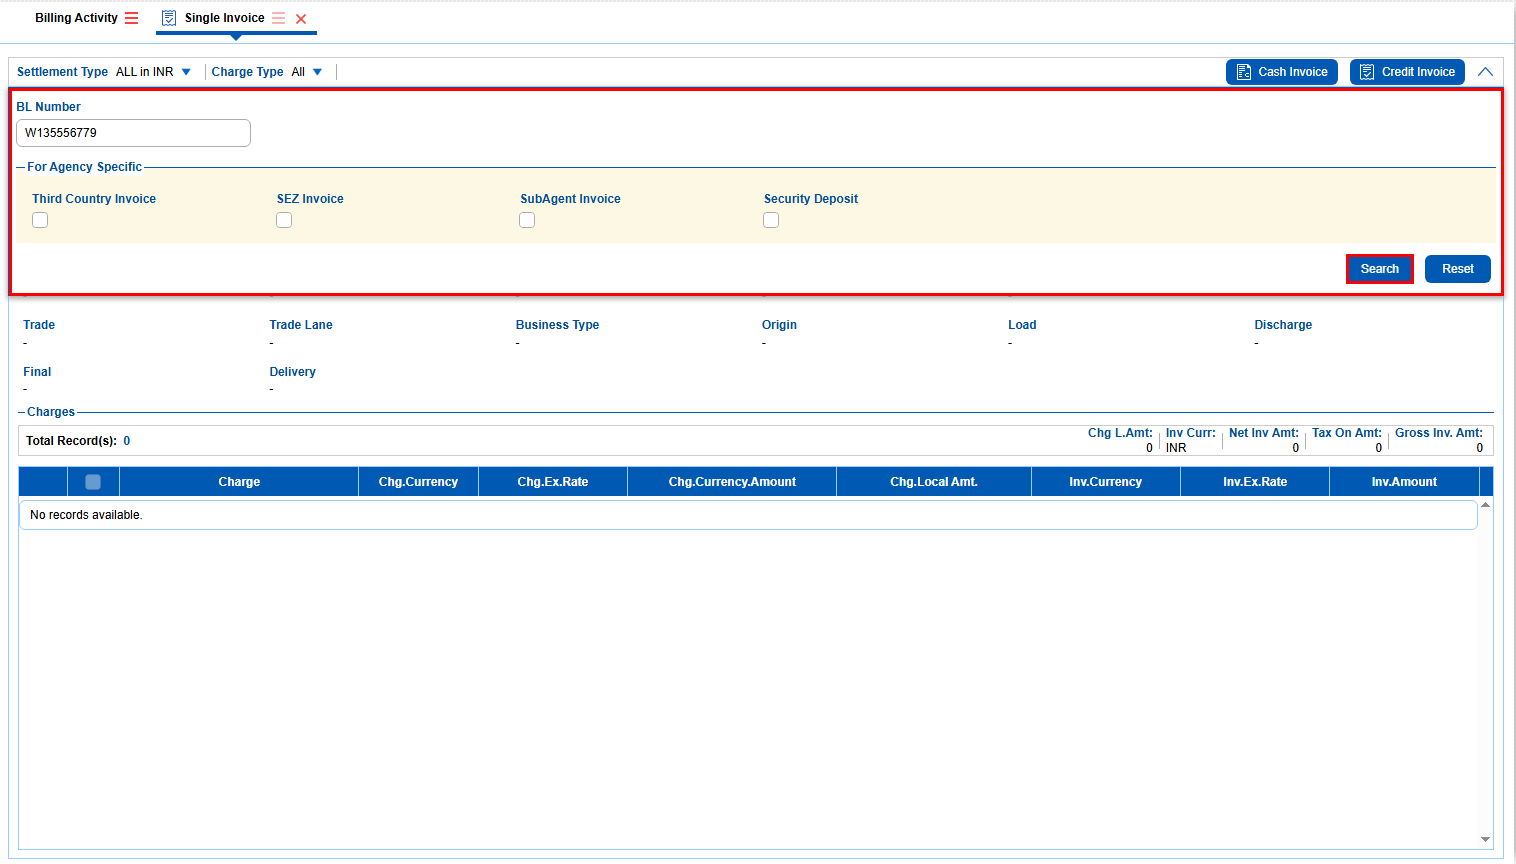 Billing Activity Single Invoice
Settlement Type ALL in INR Charge Type All Cash Invoice Credit Invoice
BL Number
W135556779
For Agency Specific
Third Country Invoice SEZ Invoice SubAgent Invoice Security Deposit
Search Reset
Trade Trade Lane Business Type Origin Load Discharge
- - - - - -
Final Delivery
- -
Charges
Total Record(s): 0
Chg L.Amt: Inv Curr: Net Inv Amt: Tax On Amt: Gross Inv. Amt:
0 INR 0 0 0
Charge Chg.Currency Chg.Ex.Rate Chg.Currency.Amount Chg.Local Amt. Inv.Currency Inv.Ex.Rate Inv.Amount
No records available.